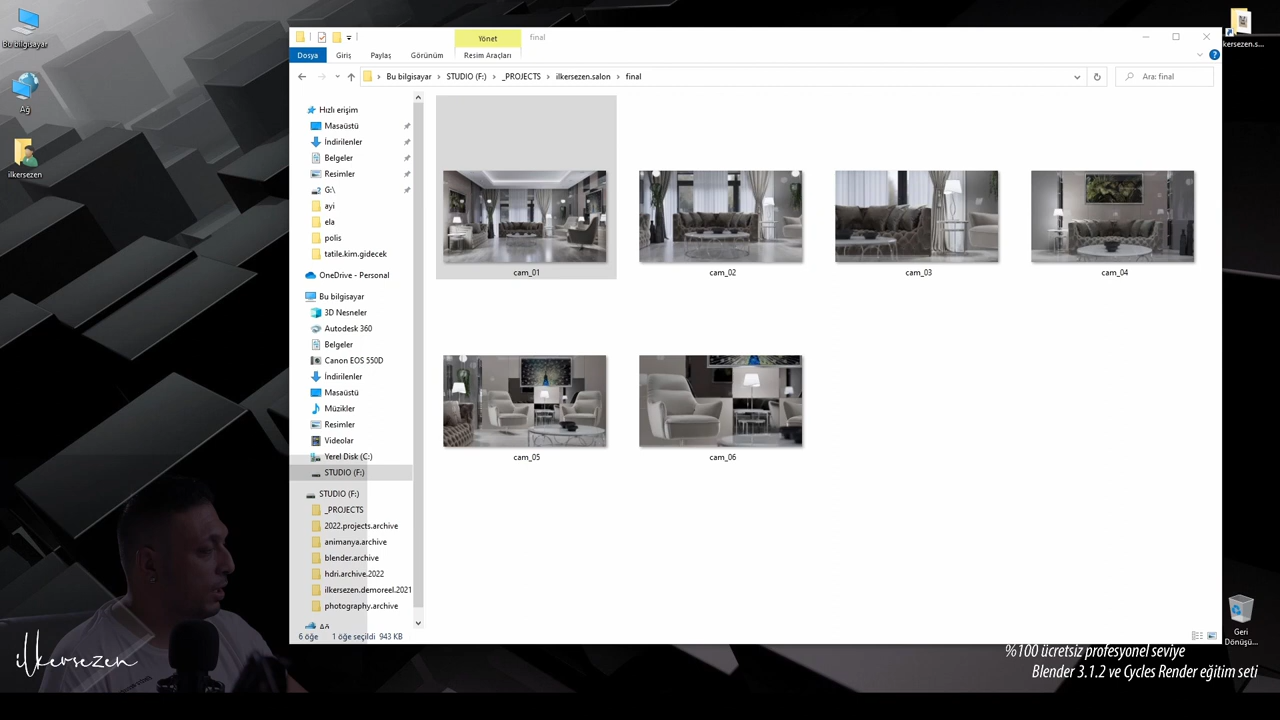 Bu bilgisayar
Ağ
ilkersezen
Yönet
final
Dosya
Giriş
Paylaş
Görünüm
Resim Araçları
Bu bilgisayar > STUDIO (F:) > _PROJECTS > ilkersezen.salon > final
Ara: final
Hızlı erişim
Masaüstü
İndirilenler
Belgeler
Resimler
G:\
ayi
ela
polis
tatile.kim.gidecek
OneDrive - Personal
Bu bilgisayar
3D Nesneler
Autodesk 360
Belgeler
Canon EOS 550D
İndirilenler
Masaüstü
Müzikler
Resimler
Videolar
Yerel Disk (C:)
STUDIO (F:)
STUDIO (F:)
_PROJECTS
2022.projects.archive
animanya.archive
blender.archive
hdri.archive.2022
ilkersezen.demoreel.2021
photography.archive
Ağ
cam_01
cam_02
cam_03
cam_04
cam_05
cam_06
6 öğe
1 öğe seçildi 943 KB
kersezen.s...
Geri
Dönüşü...
ilkersezen
%100 ücretsiz profesyonel seviye
Blender 3.1.2 ve Cycles Render eğitim seti